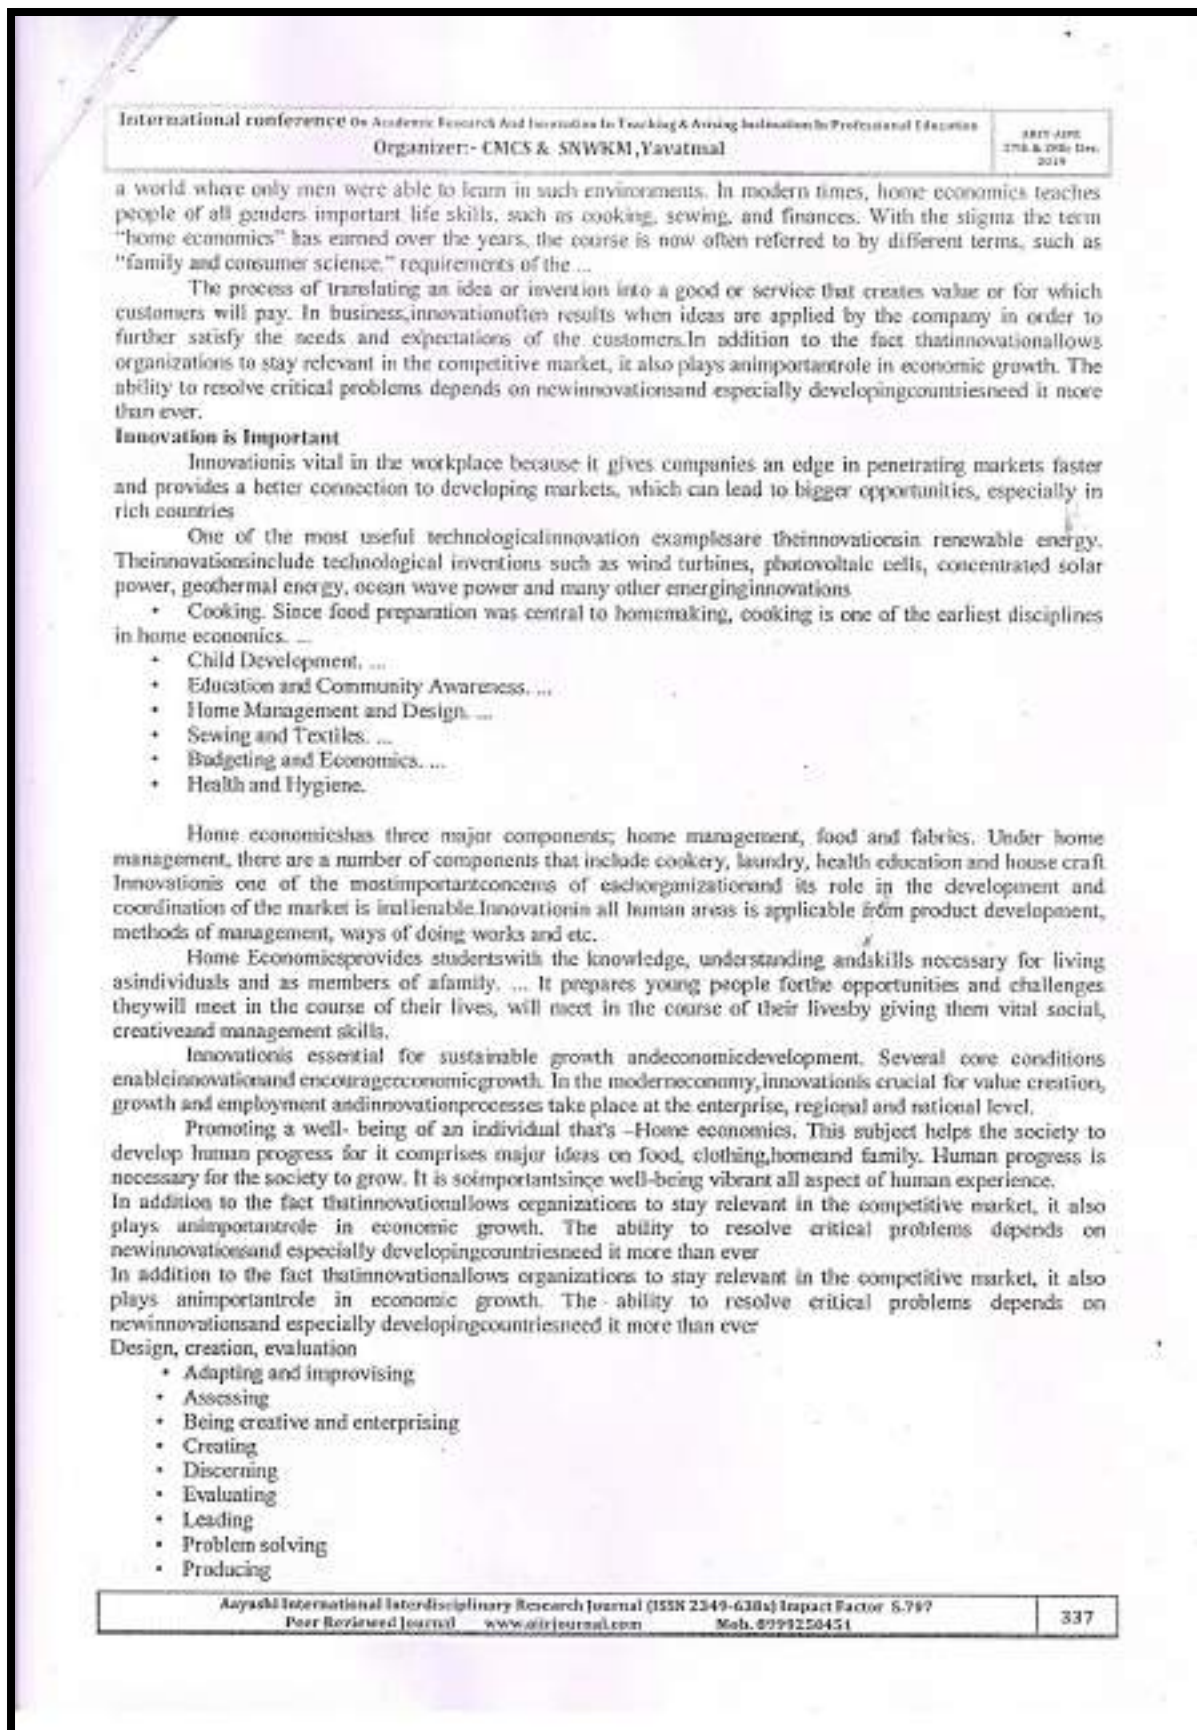 International conference On Academic Research And Innovation In Teaching & Arising Inclination In Professional Education
Organizer:- CMCS & SNWKM,Yavatmal
27th & 28th Dec.
2019
a world where only men were able to learn in such environments. In modern times, home economics teaches
people of all genders important life skills, such as cooking, sewing, and finances. With the stigma the term
“home economics” has earned over the years, the course is now often referred to by different terms, such as
“family and consumer science.” requirements of the ...
The process of translating an idea or invention into a good or service that creates value or for which
customers will pay. In business,innovationoften results when ideas are applied by the company in order to
further satisfy the needs and expectations of the customers.In addition to the fact thatinnovationallows
organizations to stay relevant in the competitive market, it also plays animportantrole in economic growth. The
ability to resolve critical problems depends on newinnovationsand especially developingcountriesneed it more
than ever.
Innovation is Important
Innovationis vital in the workplace because it gives companies an edge in penetrating markets faster
and provides a better connection to developing markets, which can lead to bigger opportunities, especially in
rich countries
One of the most useful technologicalinnovation examplesare theinnovationsin renewable energy.
Theinnovationsinclude technological inventions such as wind turbines, photovoltaic cells, concentrated solar
power, geothermal energy, ocean wave power and many other emerginginnovations
• Cooking. Since food preparation was central to homemaking, cooking is one of the earliest disciplines
in home economics. ...
• Child Development. ...
• Education and Community Awareness. ...
• Home Management and Design. ...
• Sewing and Textiles. ...
• Budgeting and Economics. ...
• Health and Hygiene.
Home economicshas three major components; home management, food and fabrics. Under home
management, there are a number of components that include cookery, laundry, health education and house craft
Innovationis one of the mostimportantconcerns of eachorganizationand its role in the development and
coordination of the market is inalienable.Innovationin all human areas is applicable from product development,
methods of management, ways of doing works and etc.
Home Economicsprovides studentswith the knowledge, understanding andskills necessary for living
asindividuals and as members of afamily. ... It prepares young people forthe opportunities and challenges
theywill meet in the course of their lives, will meet in the course of their livesby giving them vital social,
creativeand management skills.
Innovationis essential for sustainable growth andeconomicdevelopment. Several core conditions
enableinnovationand encourageeconomicgrowth. In the moderneconomy,innovationis crucial for value creation,
growth and employment andinnovationprocesses take place at the enterprise, regional and national level.
Promoting a well- being of an individual that's –Home economics. This subject helps the society to
develop human progress for it comprises major ideas on food, clothing,homeand family. Human progress is
necessary for the society to grow. It is soimportantsince well-being vibrant all aspect of human experience.
In addition to the fact thatinnovationallows organizations to stay relevant in the competitive market, it also
plays animportantrole in economic growth. The ability to resolve critical problems depends on
newinnovationsand especially developingcountriesneed it more than ever
In addition to the fact thatinnovationallows organizations to stay relevant in the competitive market, it also
plays animportantrole in economic growth. The ability to resolve critical problems depends on
newinnovationsand especially developingcountriesneed it more than ever
Design, creation, evaluation
• Adapting and improvising
• Assessing
• Being creative and enterprising
• Creating
• Discerning
• Evaluating
• Leading
• Problem solving
• Producing
Aayushi International Interdisciplinary Research Journal (ISSN 2349-638x) Impact Factor 5.797
Peer Reviewed Journal www.aiirjournal.com Mob. 8999250451
337